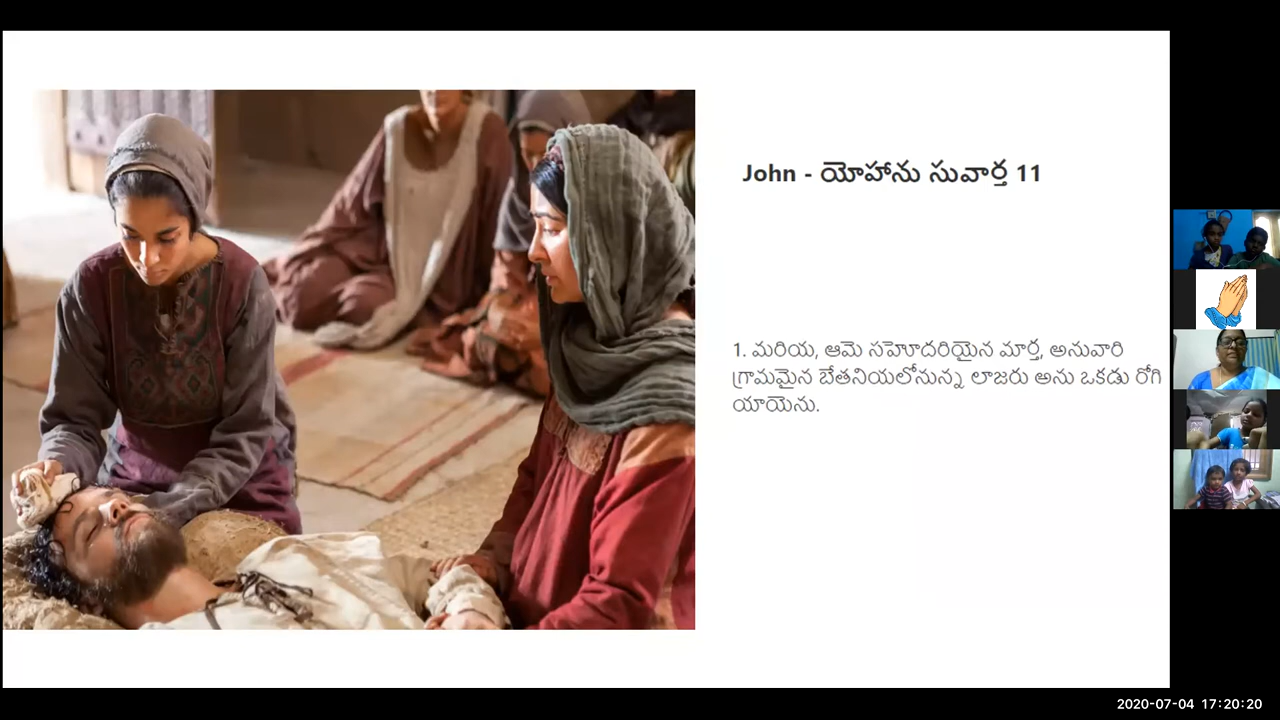 John - యోహాను సువార్త 11
1. మరియ, ఆమె సహోదరియైన మార్త, అనువారి
గ్రామమైన బేతనియలోనున్న లాజరు అను ఒకడు రోగి
యాయెను.
2020-07-04 17:20:20